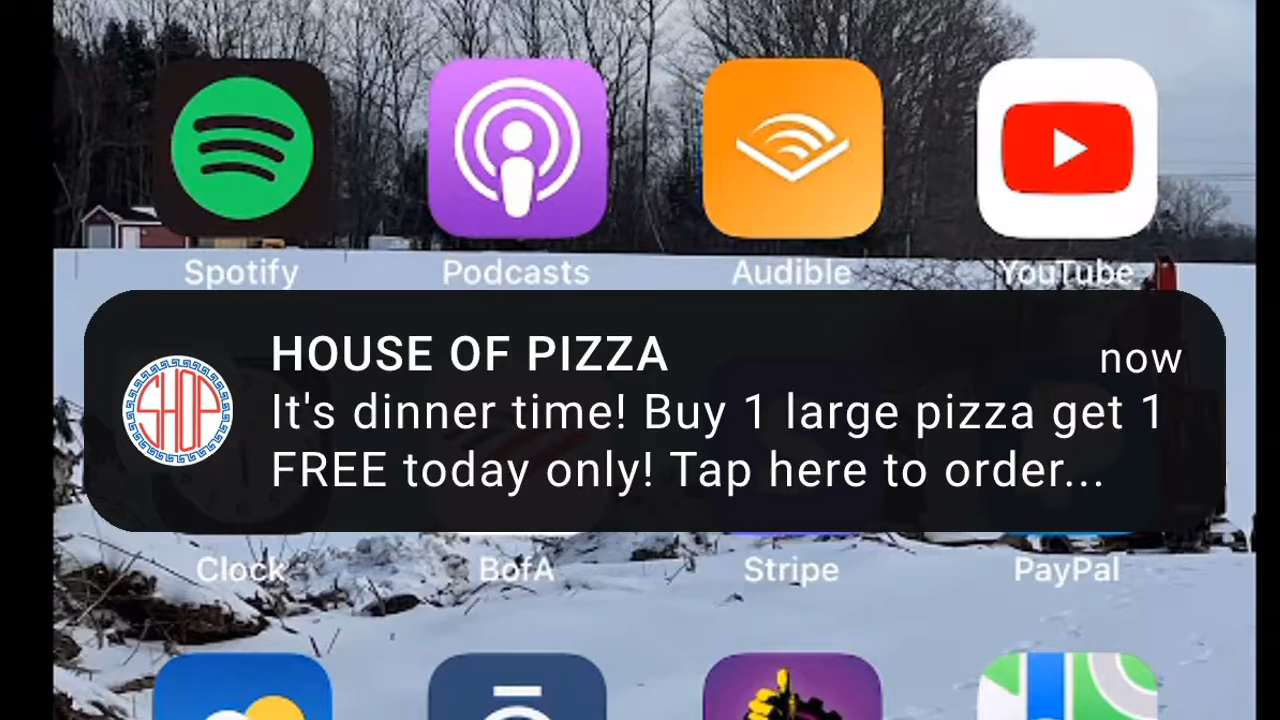 Spotify
Podcasts
Audible
YouTube
HOUSE OF PIZZA
now
SHOP
It's dinner time! Buy 1 large pizza get 1
FREE today only! Tap here to order...
Clock
BofA
Stripe
PayPal